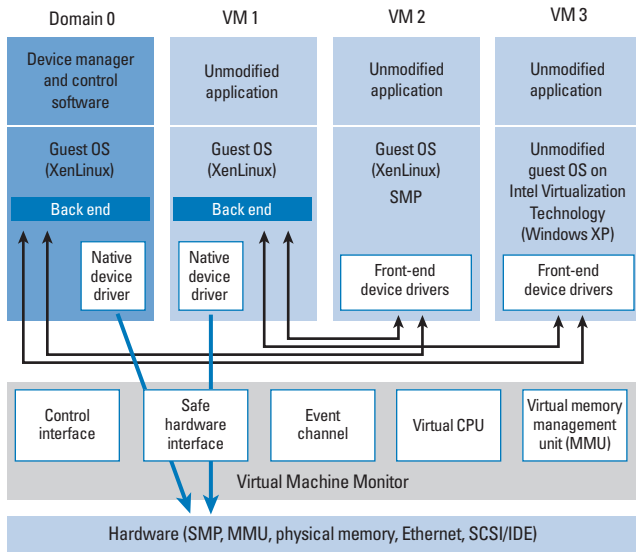 Domain 0
VM 1
VM 2
VM 3
Device manager
and control
software
Unmodified
application
Unmodified
application
Unmodified
application
Guest OS
(XenLinux)
Back end
Native
device
driver
Guest OS
(XenLinux)
Back end
Native
device
driver
Guest OS
(XenLinux)
SMP
Front-end
device drivers
Unmodified
guest OS on
Intel Virtualization
Technology
(Windows XP)
Front-end
device drivers
Control
interface
Safe
hardware
interface
Event
channel
Virtual CPU
Virtual memory
management
unit (MMU)
Virtual Machine Monitor
Hardware (SMP, MMU, physical memory, Ethernet, SCSI/IDE)